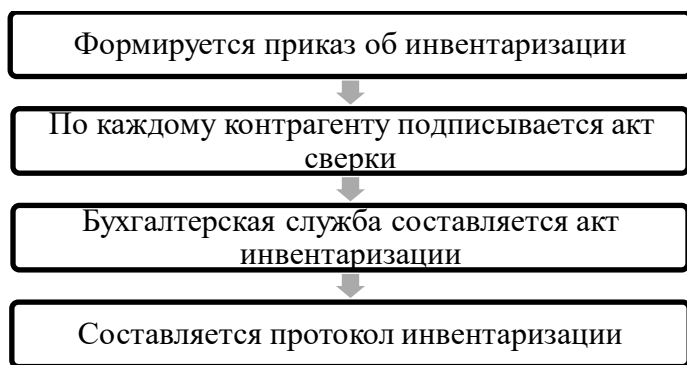 Формируется приказ об инвентаризации
По каждому контрагенту подписывается акт
сверки
Бухгалтерская служба составляется акт
инвентаризации
Составляется протокол инвентаризации